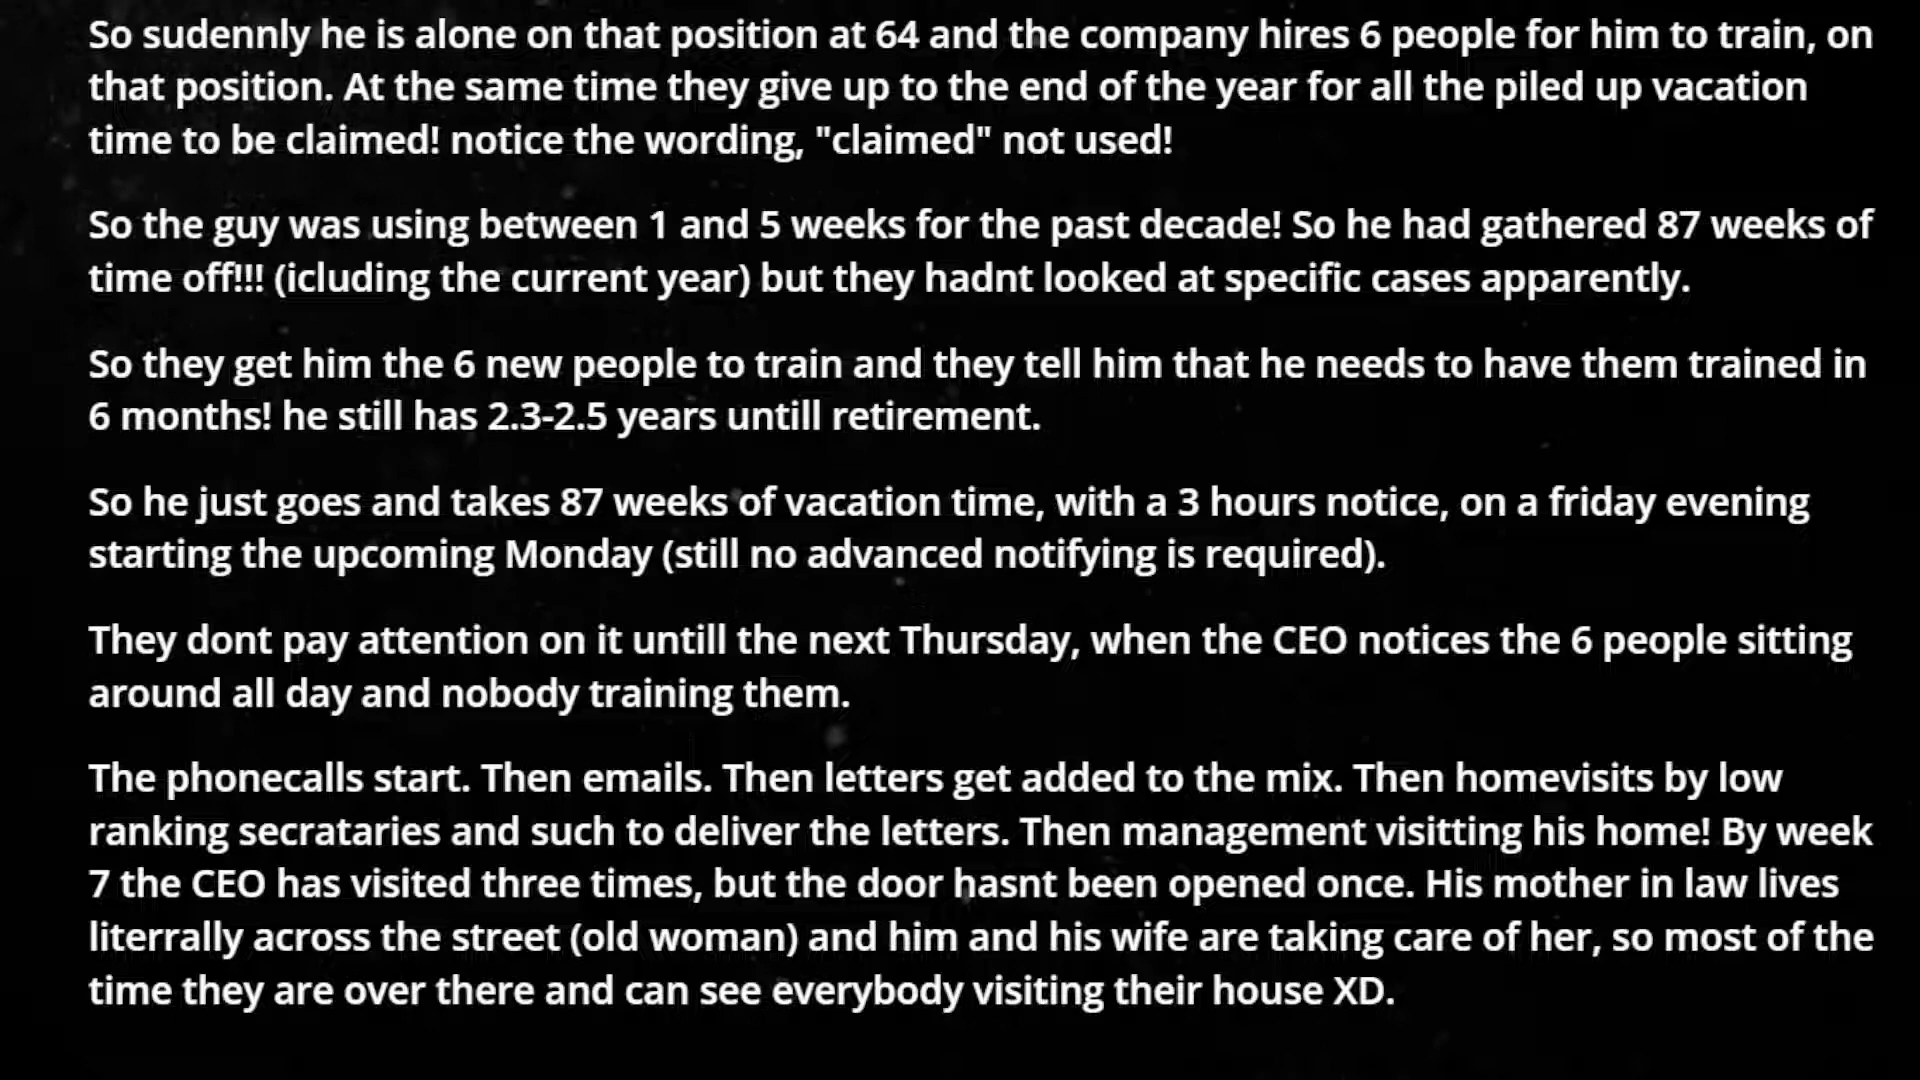 So sudennly he is alone on that position at 64 and the company hires 6 people for him to train, on
that position. At the same time they give up to the end of the year for all the piled up vacation
time to be claimed! notice the wording, "claimed" not used!
So the guy was using between 1 and 5 weeks for the past decade! So he had gathered 87 weeks of
time off!!! (icluding the current year) but they hadnt looked at specific cases apparently.
So they get him the 6 new people to train and they tell him that he needs to have them trained in
6 months! he still has 2.3-2.5 years untill retirement.
So he just goes and takes 87 weeks of vacation time, with a 3 hours notice, on a friday evening
starting the upcoming Monday (still no advanced notifying is required).
They dont pay attention on it untill the next Thursday, when the CEO notices the 6 people sitting
around all day and nobody training them.
The phonecalls start. Then emails. Then letters get added to the mix. Then homevisits by low
ranking secrataries and such to deliver the letters. Then management visitting his home! By week
7 the CEO has visited three times, but the door hasnt been opened once. His mother in law lives
literrally across the street (old woman) and him and his wife are taking care of her, so most of the
time they are over there and can see everybody visiting their house XD.